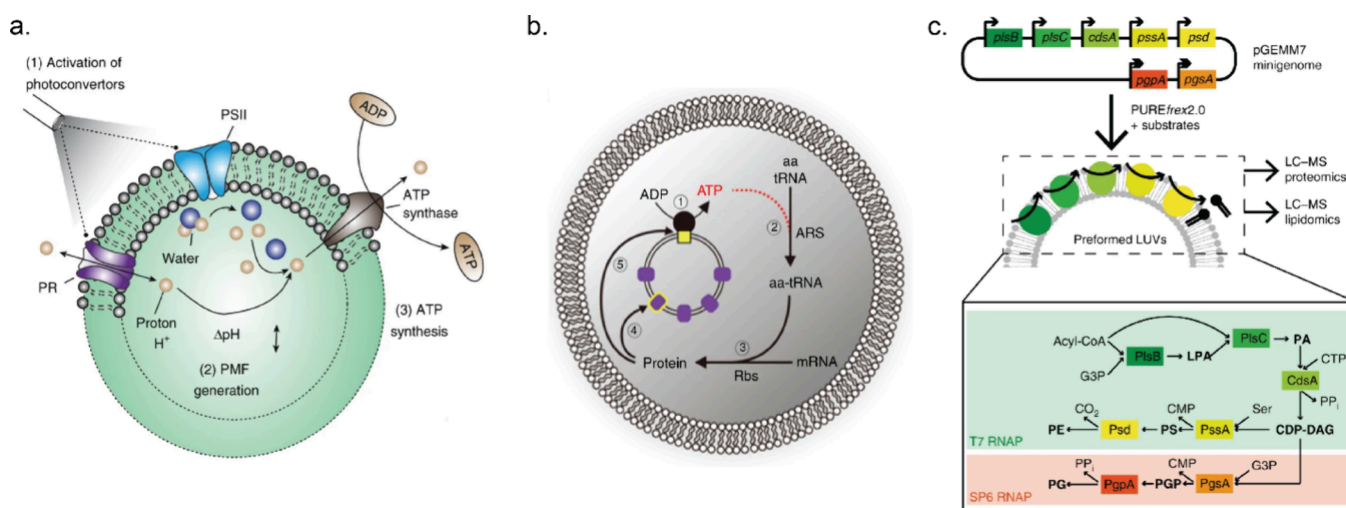 a.
(1) Activation of
photoconvertors
PSII
ADP
ATP
synthase
ATP
Water
PR
Proton
H+
ΔpH
(2) PMF
generation
(3) ATP
synthesis
b.
aa
tRNA
ADP
①
ATP
②
ARS
⑤
aa-tRNA
④
③
Protein
Rbs
mRNA
c.
plsB
plsC
cdsA
pssA
psd
pgpA
pgsA
pGEMM7
minigenome
PUREfrex2.0
+ substrates
LC–MS
proteomics
LC–MS
lipidomics
Preformed LUVs
Acyl-CoA
G3P
PlsB
LPA
PlsC
PA
CTP
CdsA
PPi
CO2
CMP
Ser
PE
Psd
PS
PssA
CDP-DAG
T7 RNAP
PPi
CMP
G3P
PG
PgpA
PGP
PgsA
SP6 RNAP